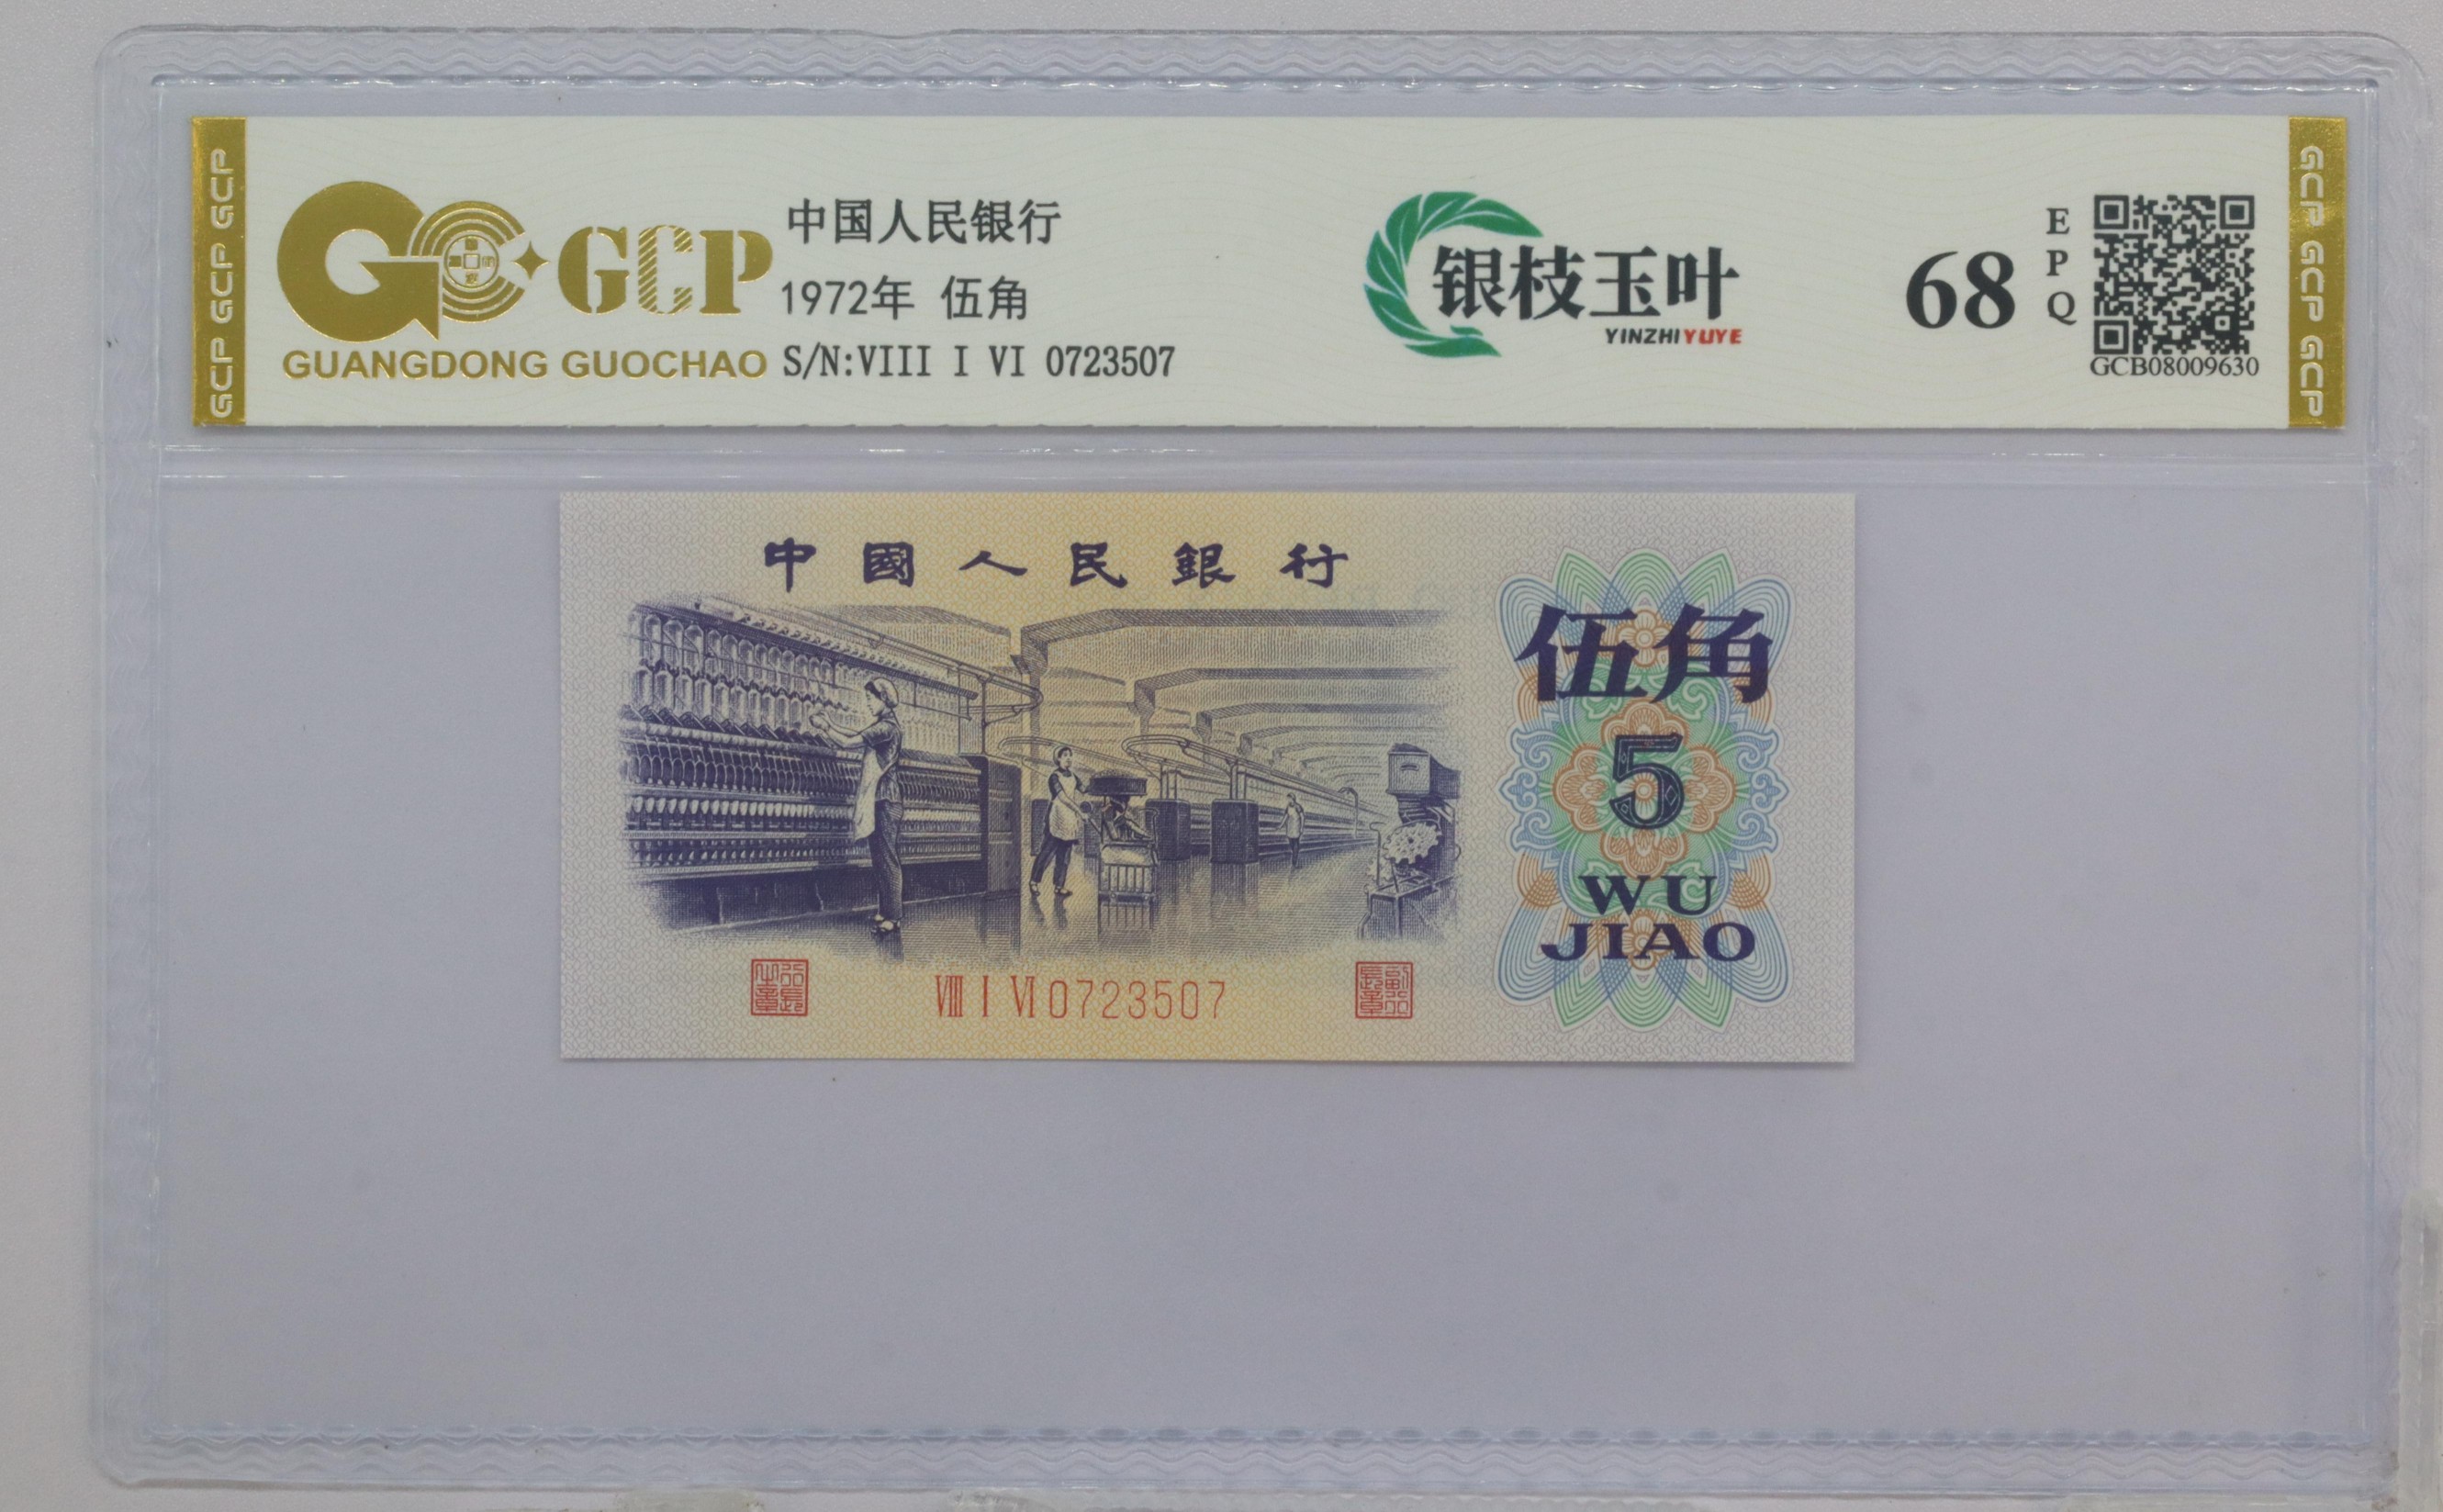 GCP GCP GCP
GCP
GUANGDONG GUOCHAO
中国人民银行
1972年 伍角
S/N:VIII I VI 0723507
银枝玉叶
YINZHIYUYE
68
EPQ
GCB08009630
GCP GCP GCP
中國人民銀行
伍角
5
WU
JIAO
VIII I VI 0723507